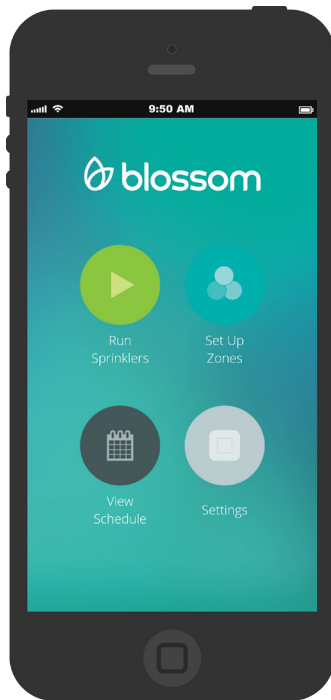 9:50 AM
blossom
Run
Sprinklers
Set Up
Zones
View
Schedule
Settings